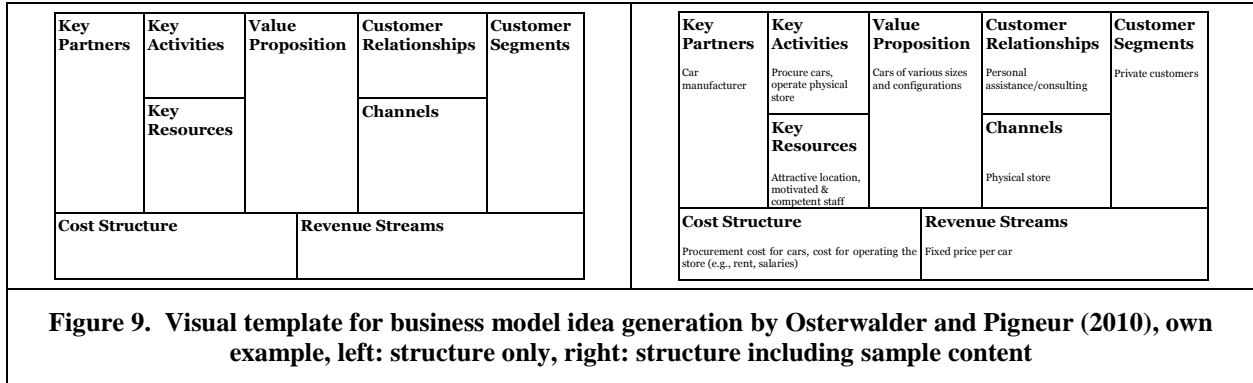 Key
Partners
Key
Activities
Key
Resources
Value
Proposition
Customer
Relationships
Channels
Customer
Segments
Cost Structure
Revenue Streams
Key
Partners
Car
manufacturer
Key
Activities
Procure cars,
operate physical
store
Key
Resources
Attractive location,
motivated &
competent staff
Value
Proposition
Cars of various sizes
and configurations
Customer
Relationships
Personal
assistance/consulting
Channels
Physical store
Customer
Segments
Private customers
Cost Structure
Procurement cost for cars, cost for operating the
store (e.g., rent, salaries)
Revenue Streams
Fixed price per car
Figure 9. Visual template for business model idea generation by Osterwalder and Pigneur (2010), own
example, left: structure only, right: structure including sample content